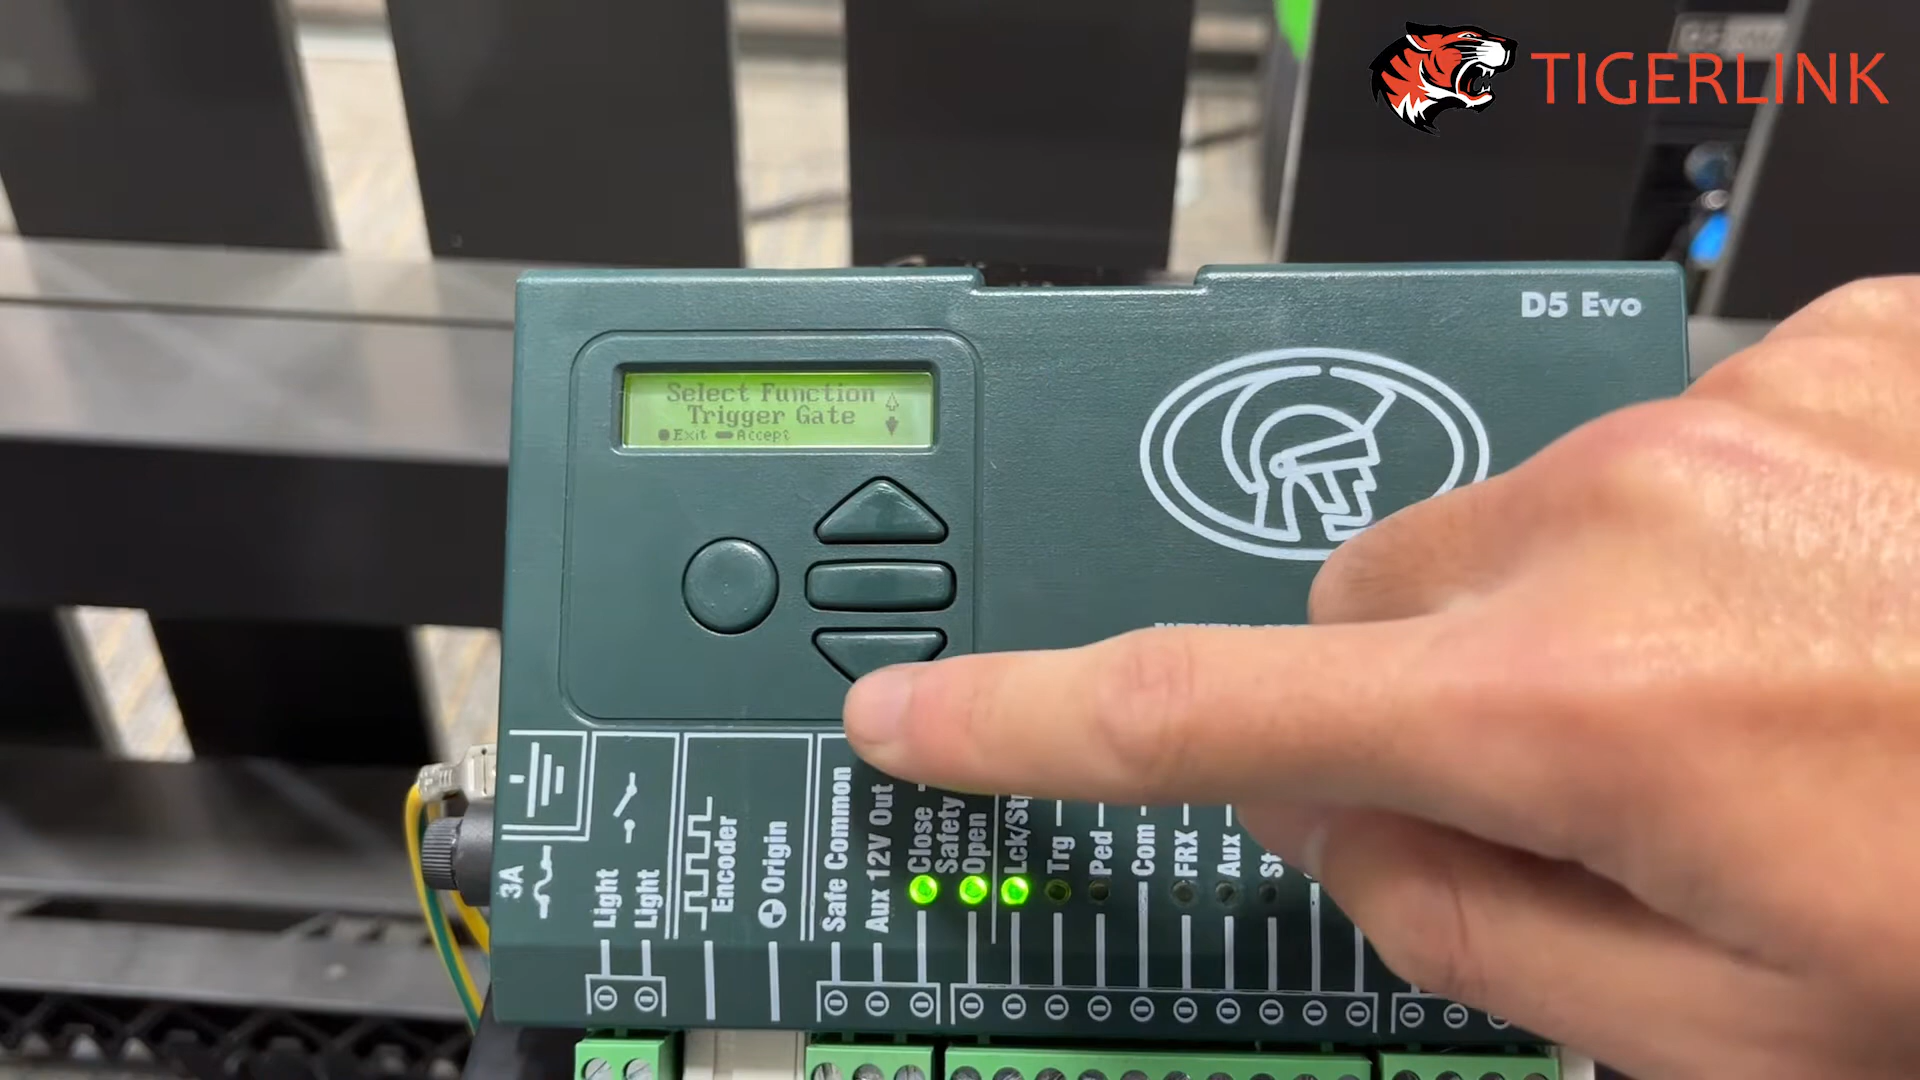 TIGERLINK
D5 Evo
Select Function
Trigger Gate
Exit Accept
3A
Light
Light
Encoder
Origin
Safe Common
Aux 12V Out
Close
Safety
Open
Trg
Ped
Com
FRX
Aux